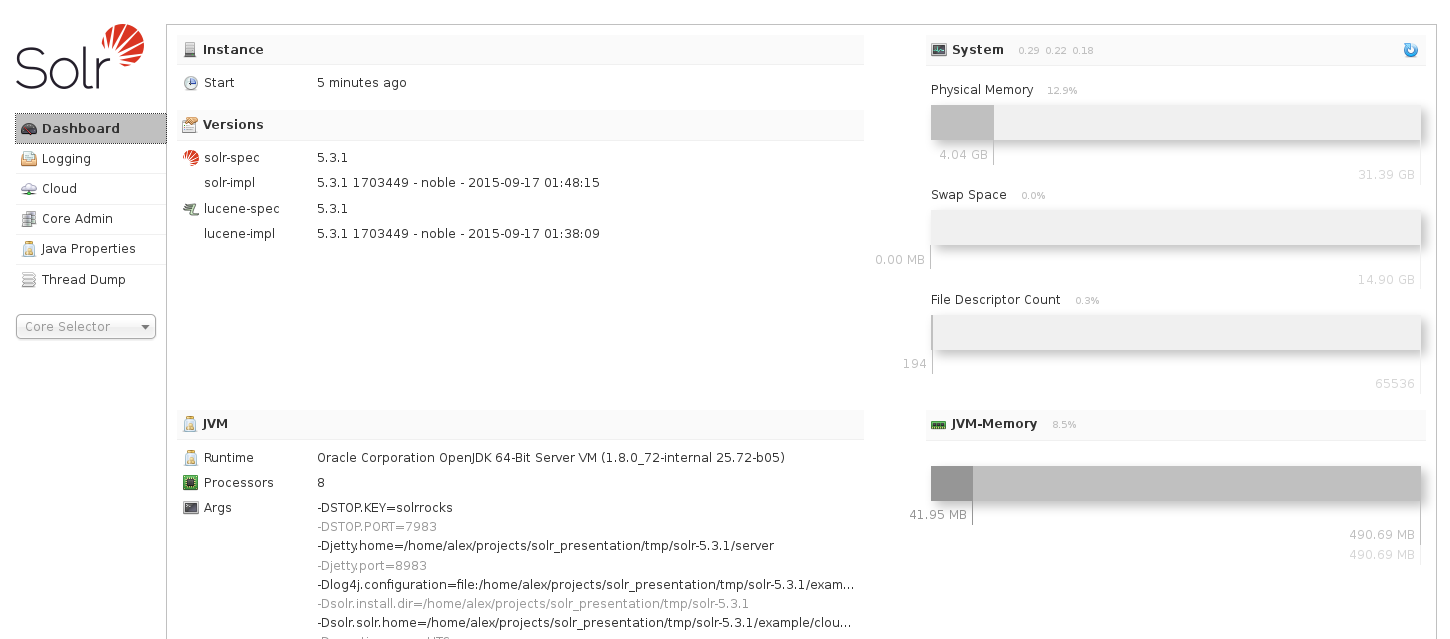 Solr
Dashboard
Logging
Cloud
Core Admin
Java Properties
Thread Dump
Core Selector
Instance
Start 5 minutes ago
Versions
solr-spec 5.3.1
solr-impl 5.3.1 1703449 - noble - 2015-09-17 01:48:15
lucene-spec 5.3.1
lucene-impl 5.3.1 1703449 - noble - 2015-09-17 01:38:09
System 0.29 0.22 0.18
Physical Memory 12.9%
4.04 GB
31.39 GB
Swap Space 0.0%
0.00 MB
14.90 GB
File Descriptor Count 0.3%
194
65536
JVM
Runtime Oracle Corporation OpenJDK 64-Bit Server VM (1.8.0_72-internal 25.72-b05)
Processors 8
Args -DSTOP.KEY=solrrocks
-DSTOP.PORT=7983
-Djetty.home=/home/alex/projects/solr_presentation/tmp/solr-5.3.1/server
-Djetty.port=8983
-Dlog4j.configuration=file:/home/alex/projects/solr_presentation/tmp/solr-5.3.1/exam...
-Dsolr.install.dir=/home/alex/projects/solr_presentation/tmp/solr-5.3.1
-Dsolr.solr.home=/home/alex/projects/solr_presentation/tmp/solr-5.3.1/example/clou...
JVM-Memory 8.5%
41.95 MB
490.69 MB
490.69 MB